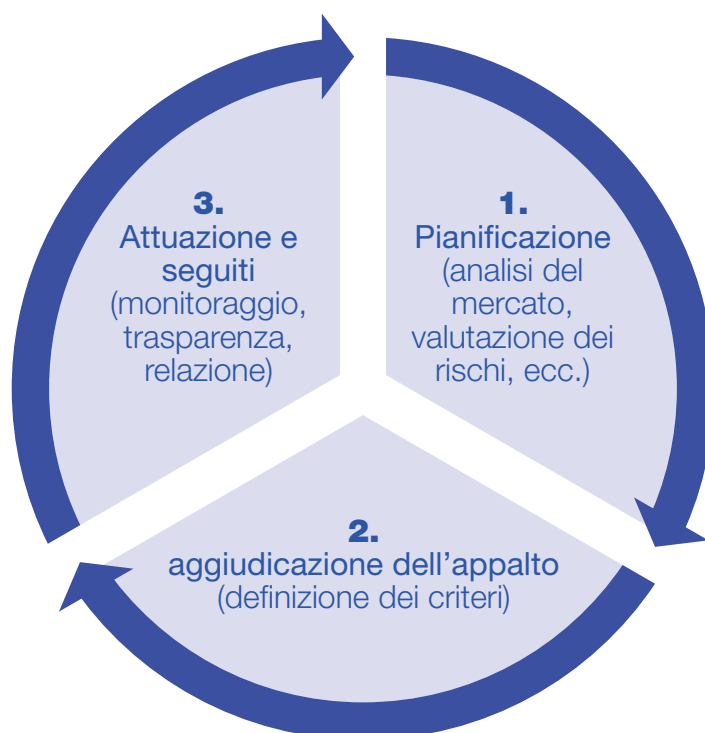 1.
Pianificazione
(analisi del
mercato,
valutazione dei
rischi, ecc.)
2.
aggiudicazione dell’appalto
(definizione dei criteri)
3.
Attuazione e
seguiti
(monitoraggio,
trasparenza,
relazione)